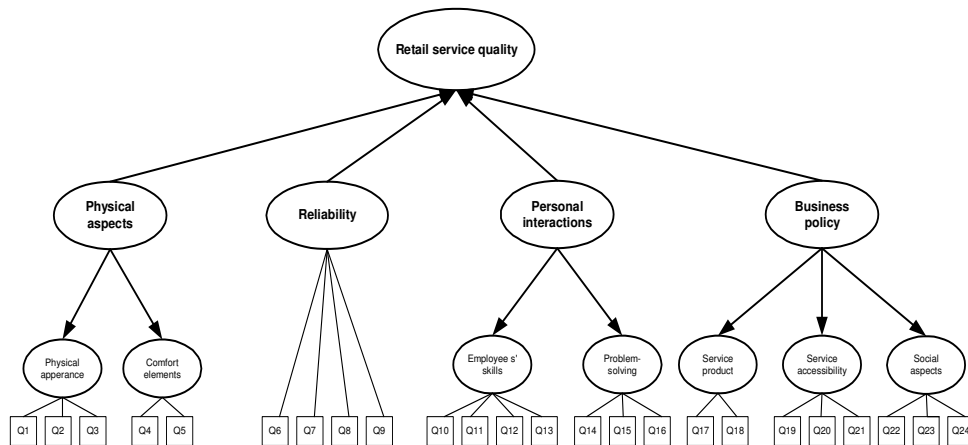 Retail service quality
Physical
aspects
Reliability
Personal
interactions
Business
policy
Physical
apperance
Comfort
elements
Employee s'
skills
Problem-
solving
Service
product
Service
accessibility
Social
aspects
Q1 Q2 Q3 Q4 Q5 Q6 Q7 Q8 Q9 Q10 Q11 Q12 Q13 Q14 Q15 Q16 Q17 Q18 Q19 Q20 Q21 Q22 Q23 Q24